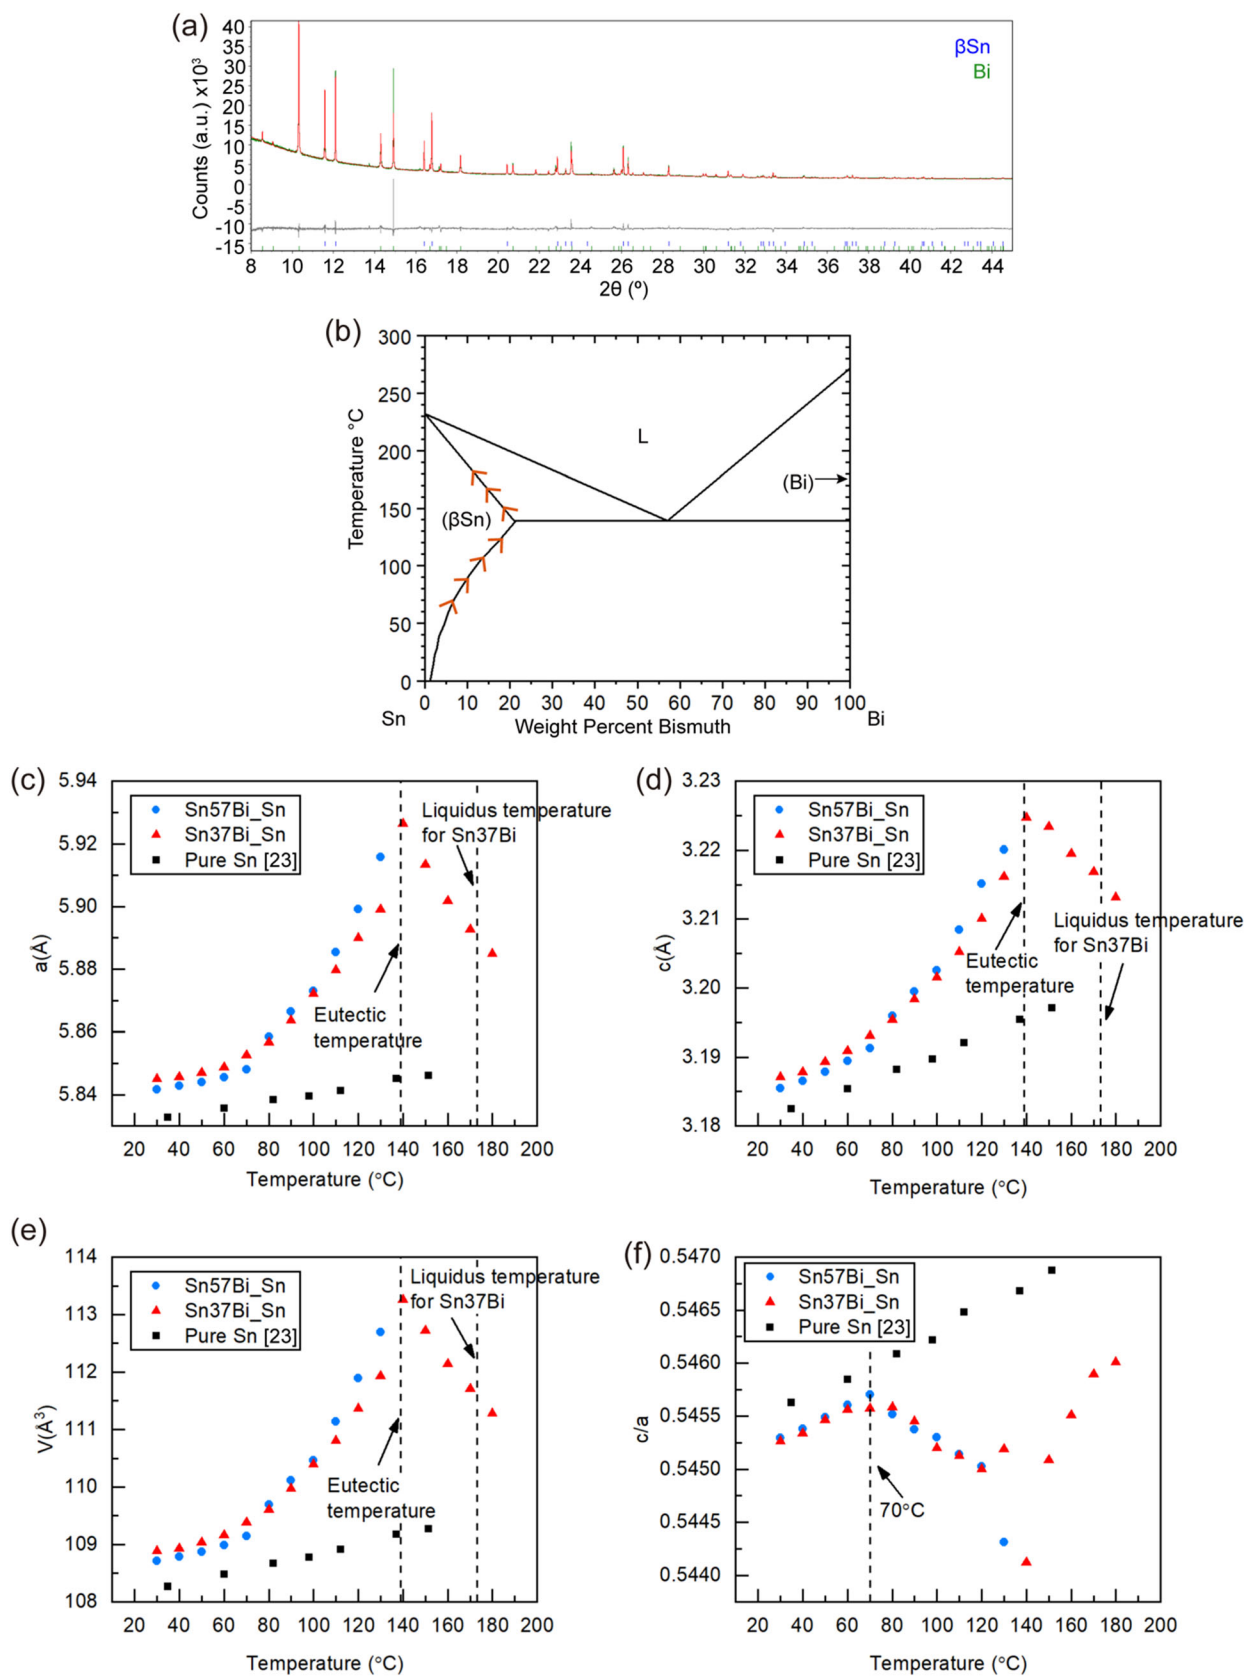 (a)
40
35
30
25
20
15
10
5
0
-5
-10
-15
Counts (a.u.) x10³
βSn
Bi
8 10 12 14 16 18 20 22 24 26 28 30 32 34 36 38 40 42 44
2θ (º)
(b)
300
250
200
150
100
50
0
Temperature °C
L
(Bi)
(βSn)
0 10 20 30 40 50 60 70 80 90 100
Sn
Weight Percent Bismuth
Bi
(c)
5.94
5.92
5.90
5.88
5.86
5.84
a(Å)
Sn57Bi_Sn
Sn37Bi_Sn
Pure Sn [23]
Liquidus temperature
for Sn37Bi
Eutectic
temperature
20 40 60 80 100 120 140 160 180 200
Temperature (°C)
(d)
3.23
3.22
3.21
3.20
3.19
3.18
c(Å)
Sn57Bi_Sn
Sn37Bi_Sn
Pure Sn [23]
Liquidus temperature
for Sn37Bi
Eutectic
temperature
20 40 60 80 100 120 140 160 180 200
Temperature (°C)
(e)
114
113
112
111
110
109
108
V(Å³)
Sn57Bi_Sn
Sn37Bi_Sn
Pure Sn [23]
Liquidus temperature
for Sn37Bi
Eutectic
temperature
20 40 60 80 100 120 140 160 180 200
Temperature (°C)
(f)
0.5470
0.5465
0.5460
0.5455
0.5450
0.5445
0.5440
c/a
Sn57Bi_Sn
Sn37Bi_Sn
Pure Sn [23]
70°C
20 40 60 80 100 120 140 160 180 200
Temperature (°C)